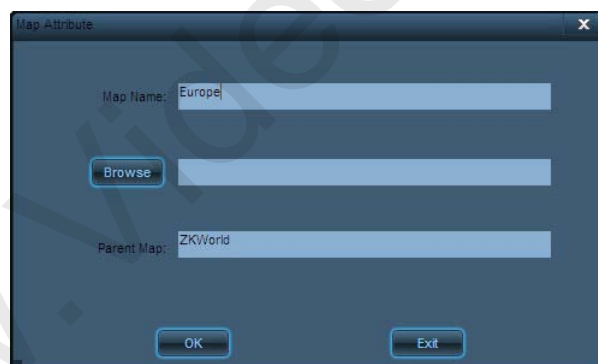 Map Attribute X
Map Name: Europe
Browse
Parent Map: ZKWorld
OK Exit